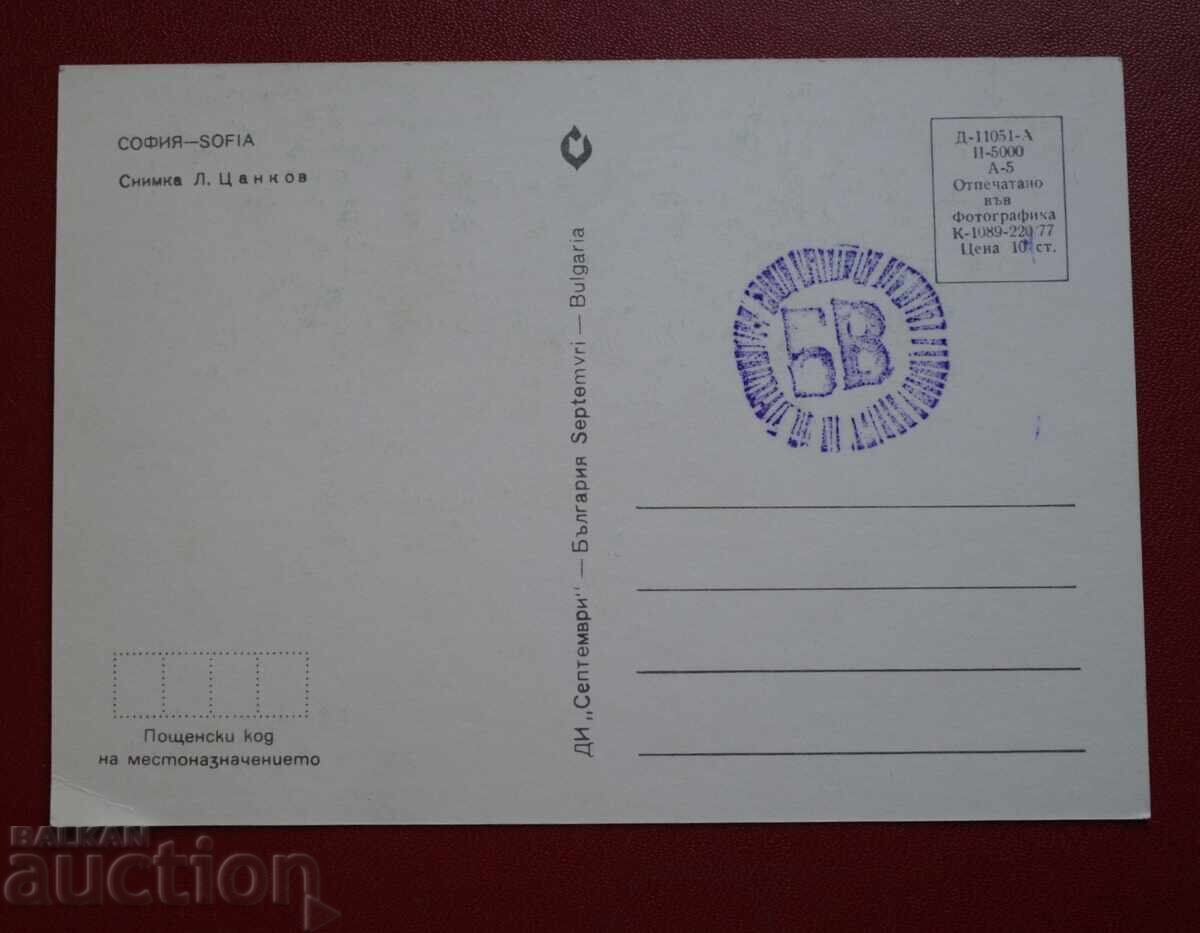 СОФИЯ—SOFIA
Снимка Л. Цанков
Д-11051-А
II-5000
А-5
Отпечатано
във
Фотографика
К-1089-220/77
Цена 10 ст.
БВ
ДИ „Септември" — България Septemvri — Bulgaria
Пощенски код
на местоназначението
BALKAN
auction